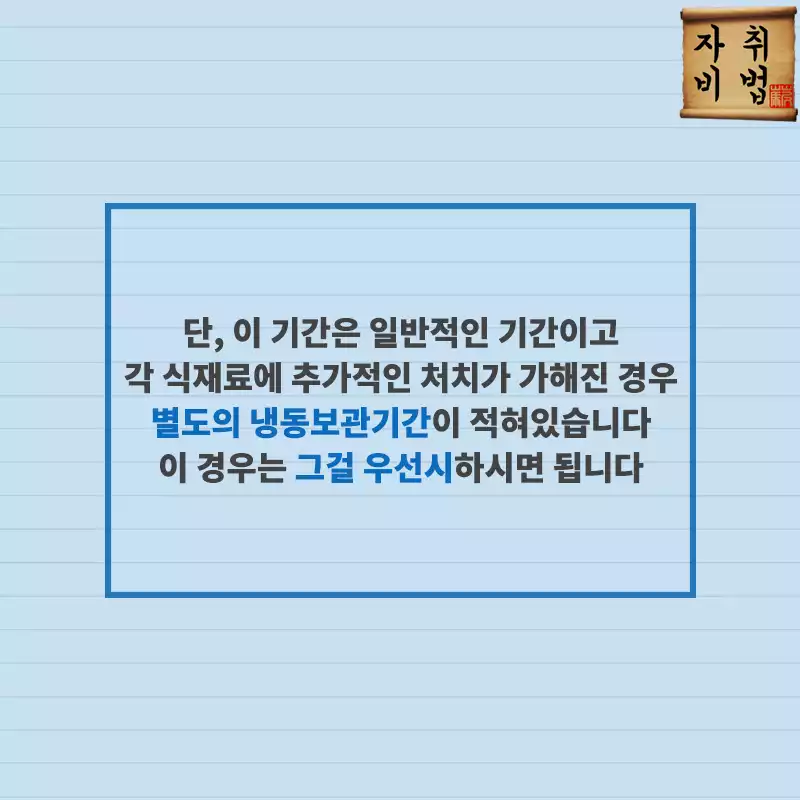 자취
비법
단, 이 기간은 일반적인 기간이고
각 식재료에 추가적인 처치가 가해진 경우
별도의 냉동보관기간이 적혀있습니다
이 경우는 그걸 우선시하시면 됩니다